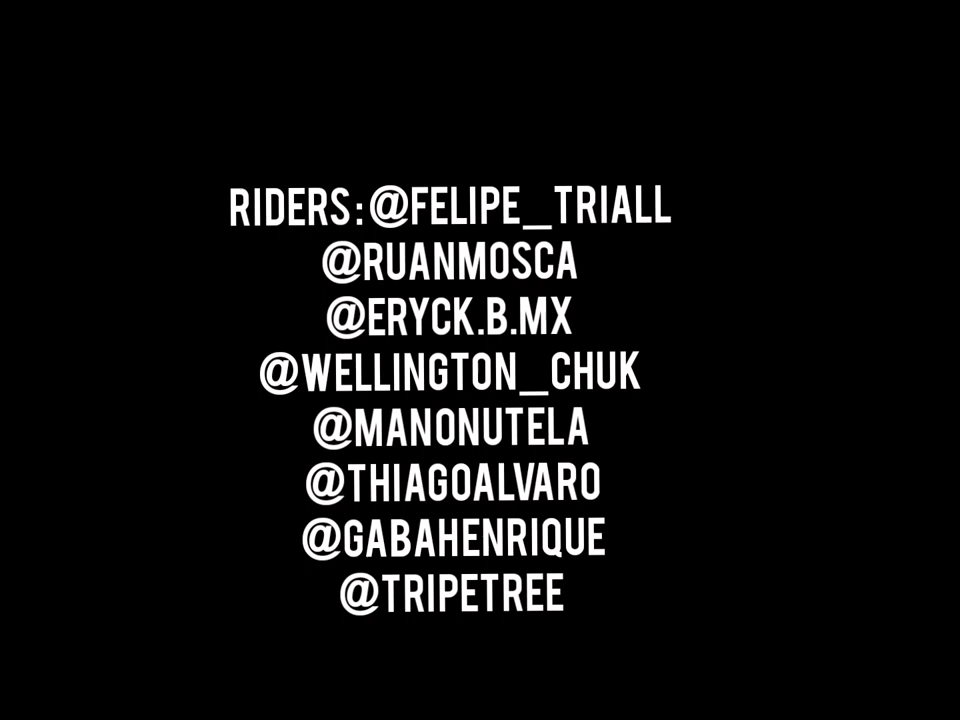 RIDERS: @FELIPE_TRIALL
@RUANMOSCA
@ERYCK.B.MX
@WELLINGTON_CHUK
@MANONUTELA
@THIAGOALVARO
@GABAHENRIQUE
@TRIPETREE